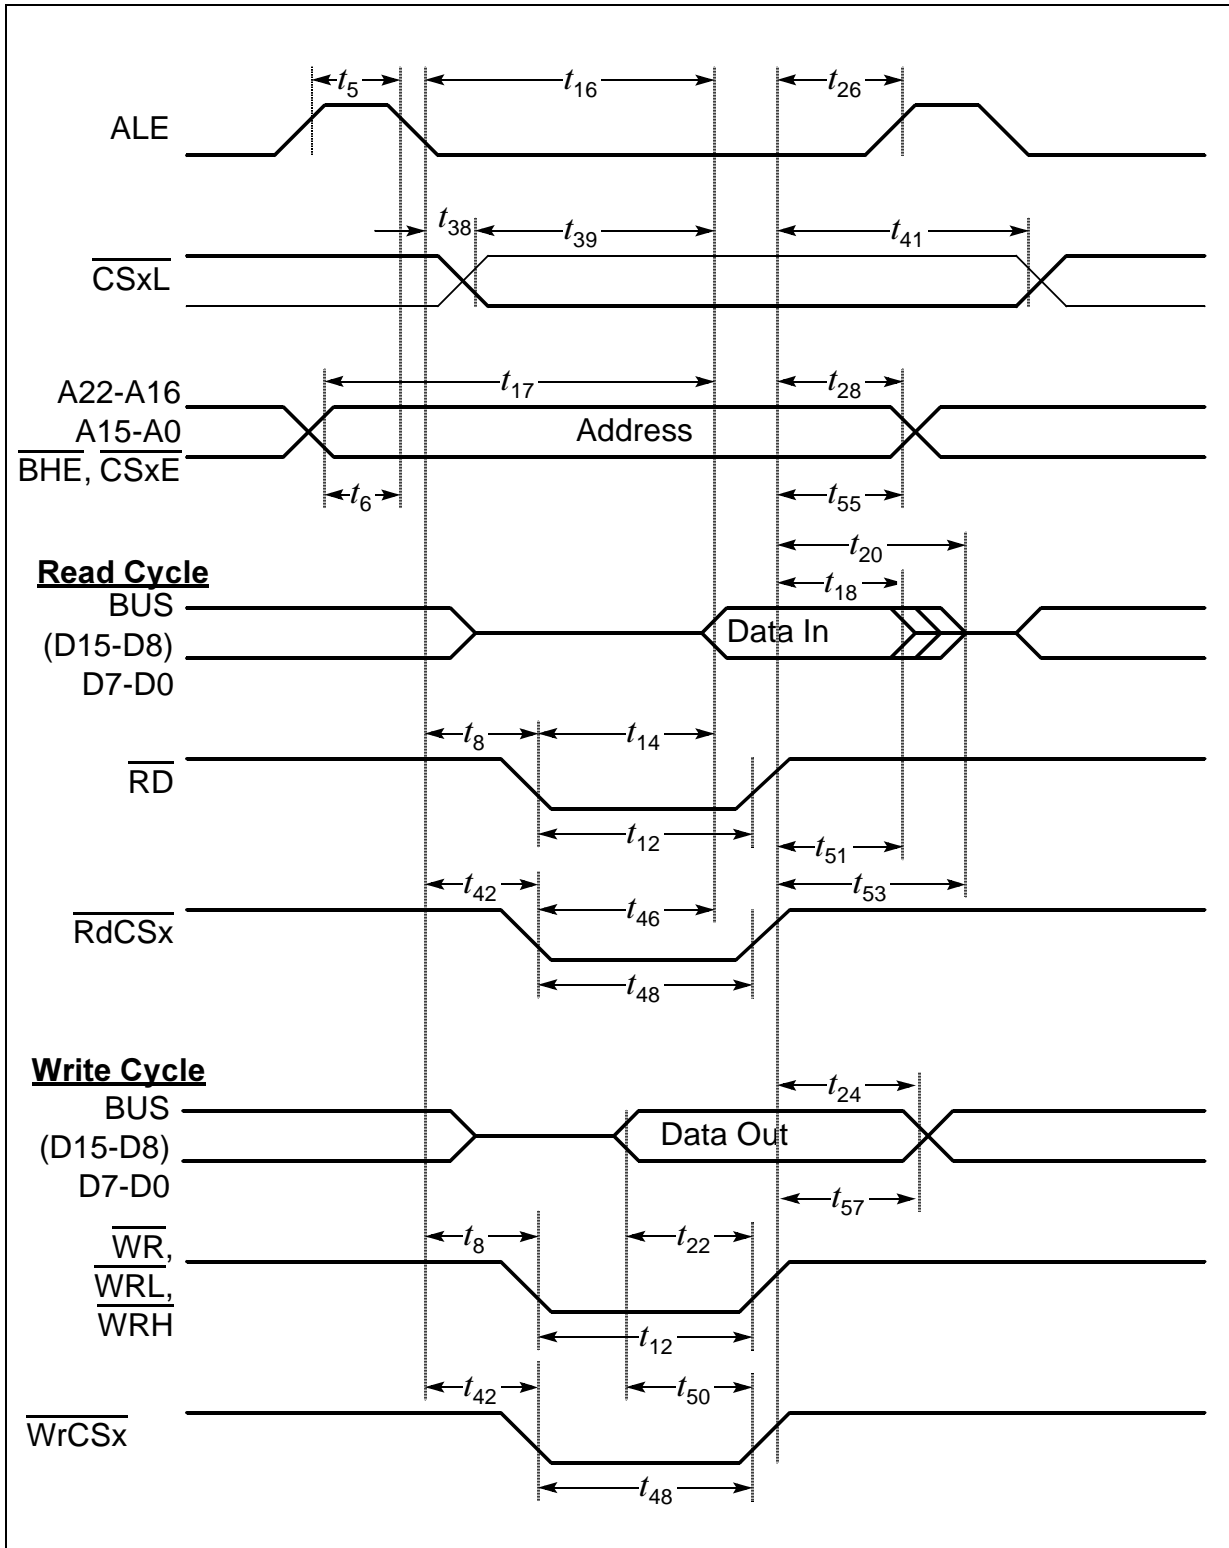 t5 t16 t26
ALE
t38 t39 t41
CSxL
t17 t28
A22-A16
A15-A0
BHE, CSxE
Address
t6 t55
t20
Read Cycle
t18
BUS
(D15-D8)
D7-D0
Data In
t8 t14
RD
t12
t51
t42 t46 t53
RdCSx
t48
Write Cycle
t24
BUS
(D15-D8)
D7-D0
Data Out
t57
t8 t22
WR,
WRL,
WRH
t12
t42 t50
WrCSx
t48